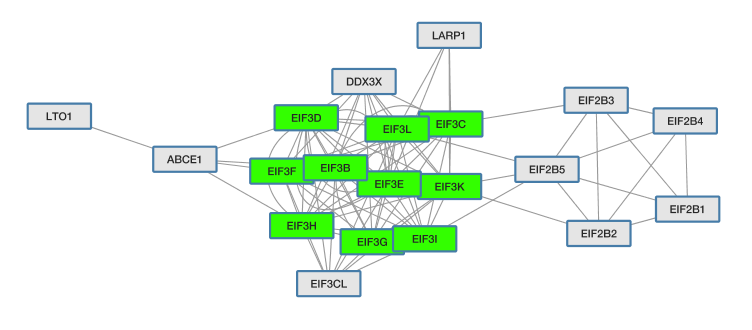 LARP1
DDX3X
EIF2B3
LTO1
EIF3D
EIF3L
EIF3C
EIF2B4
ABCE1
EIF3F
EIF3B
EIF3E
EIF3K
EIF2B5
EIF2B1
EIF3H
EIF3G
EIF3I
EIF2B2
EIF3CL